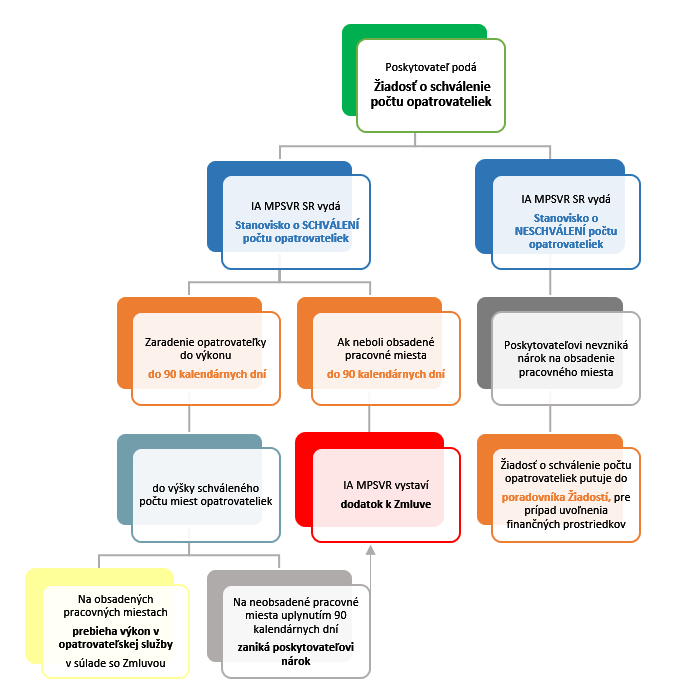 Poskytovateľ podá
Žiadosť o schválenie
počtu opatrovateliek
IA MPSVR SR vydá
Stanovisko o SCHVÁLENÍ
počtu opatrovateliek
IA MPSVR SR vydá
Stanovisko o
NESCHVÁLENÍ počtu
opatrovateliek
Zaradenie opatrovateľky
do výkonu
do 90 kalendárnych dní
Ak neboli obsadené
pracovné miesta
do 90 kalendárnych dní
Poskytovateľovi nevzniká
nárok na obsadenie
pracovného miesta
do výšky schváleného
počtu miest opatrovateliek
IA MPSVR vystaví
dodatok k Zmluve
Žiadosť o schválenie počtu
opatrovateliek putuje do
poradovníka Žiadostí, pre
prípad uvoľnenia
finančných prostriedkov
Na obsadených
pracovných miestach
prebieha výkon v
opatrovateľskej služby
v súlade so Zmluvou
Na neobsadené pracovné
miesta uplynutím 90
kalendárnych dní
zaniká poskytovateľovi
nárok